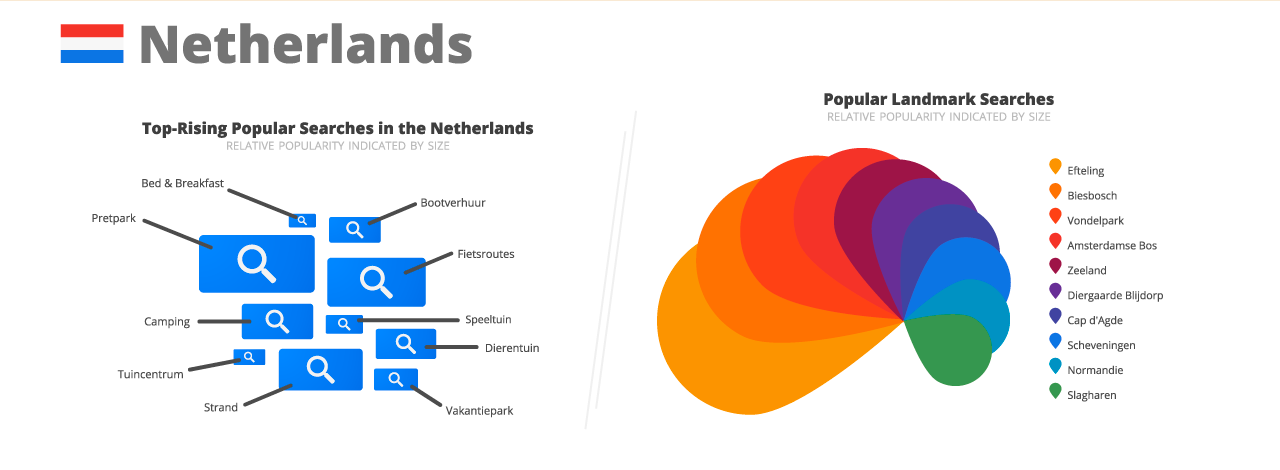 Netherlands
Top-Rising Popular Searches in the Netherlands
RELATIVE POPULARITY INDICATED BY SIZE
Bed & Breakfast
Bootverhuur
Pretpark
Fietsroutes
Camping
Speeltuin
Dierentuin
Tuincentrum
Strand
Vakantiepark
Popular Landmark Searches
RELATIVE POPULARITY INDICATED BY SIZE
Efteling
Biesbosch
Vondelpark
Amsterdamse Bos
Zeeland
Diergaarde Blijdorp
Cap d'Agde
Scheveningen
Normandie
Slagharen